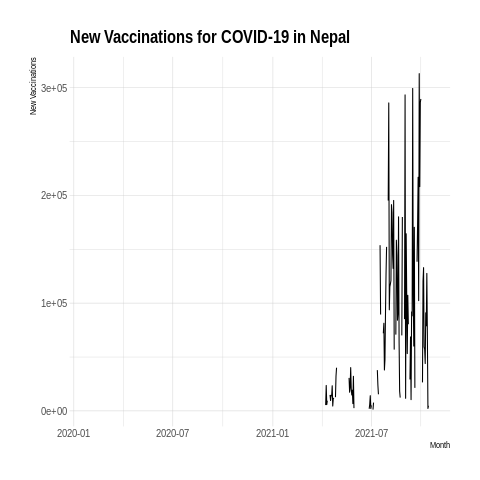 New Vaccinations for COVID-19 in Nepal
New Vaccinations
3e+05
2e+05
1e+05
0e+00
2020-01 2020-07 2021-01 2021-07
Month